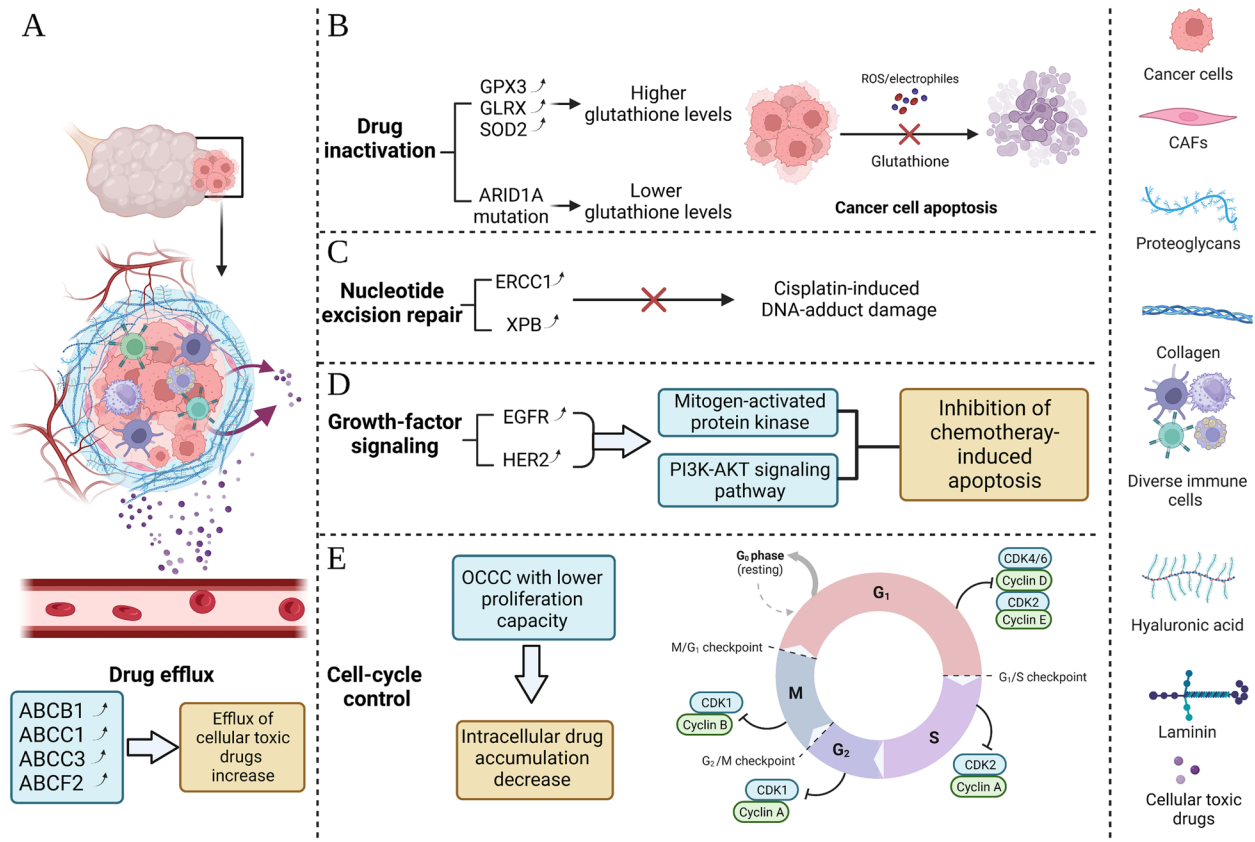 A
Drug efflux
ABCB1
ABCC1
ABCC3
ABCF2
Efflux of
cellular toxic
drugs
increase
B
Drug
inactivation
GPX3
GLRX
SOD2
Higher
glutathione levels
ARID1A
mutation
Lower
glutathione levels
ROS/electrophiles
Glutathione
Cancer cell apoptosis
C
Nucleotide
excision repair
ERCC1
XPB
Cisplatin-induced
DNA-adduct damage
D
Growth-factor
signaling
EGFR
HER2
Mitogen-activated
protein kinase
PI3K-AKT signaling
pathway
Inhibition of
chemotheray-
induced
apoptosis
E
Cell-cycle
control
OCCC with lower
proliferation
capacity
Intracellular drug
accumulation
decrease
G₀ phase
(resting)
G₁
S
G₂
M
M/G₁ checkpoint
G₁/S checkpoint
G₂/M checkpoint
CDK4/6
Cyclin D
CDK2
Cyclin E
CDK2
Cyclin A
CDK1
Cyclin A
CDK1
Cyclin B
Cancer cells
CAFs
Proteoglycans
Collagen
Diverse immune
cells
Hyaluronic acid
Laminin
Cellular toxic
drugs